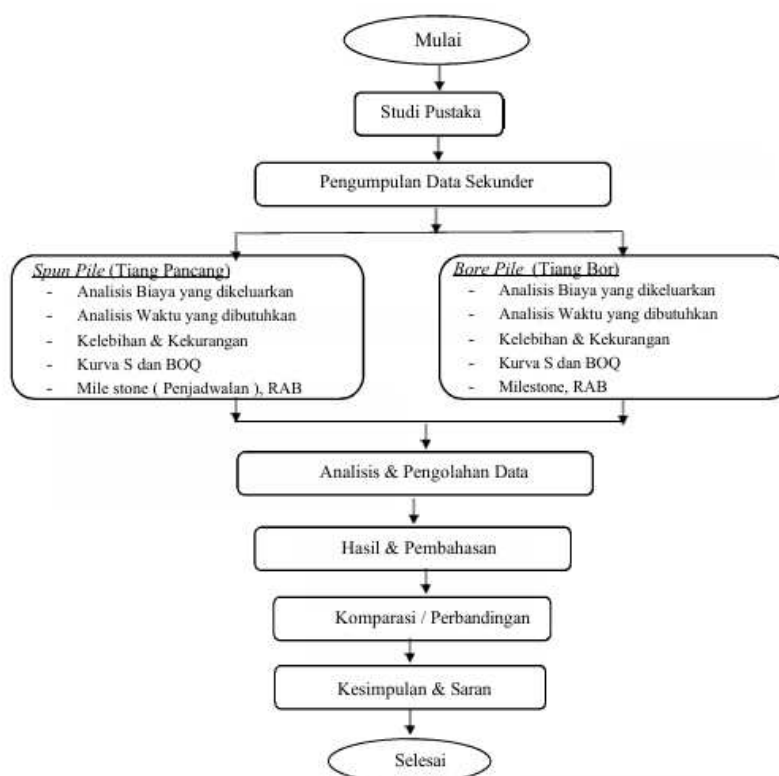 Mulai
Studi Pustaka
Pengumpulan Data Sekunder
Spun Pile (Tiang Pancang)
- Analisis Biaya yang dikeluarkan
- Analisis Waktu yang dibutuhkan
- Kelebihan & Kekurangan
- Kurva S dan BOQ
- Mile stone ( Penjadwalan ), RAB
Bore Pile (Tiang Bor)
- Analisis Biaya yang dikeluarkan
- Analisis Waktu yang dibutuhkan
- Kelebihan & Kekurangan
- Kurva S dan BOQ
- Milestone, RAB
Analisis & Pengolahan Data
Hasil & Pembahasan
Komparasi / Perbandingan
Kesimpulan & Saran
Selesai